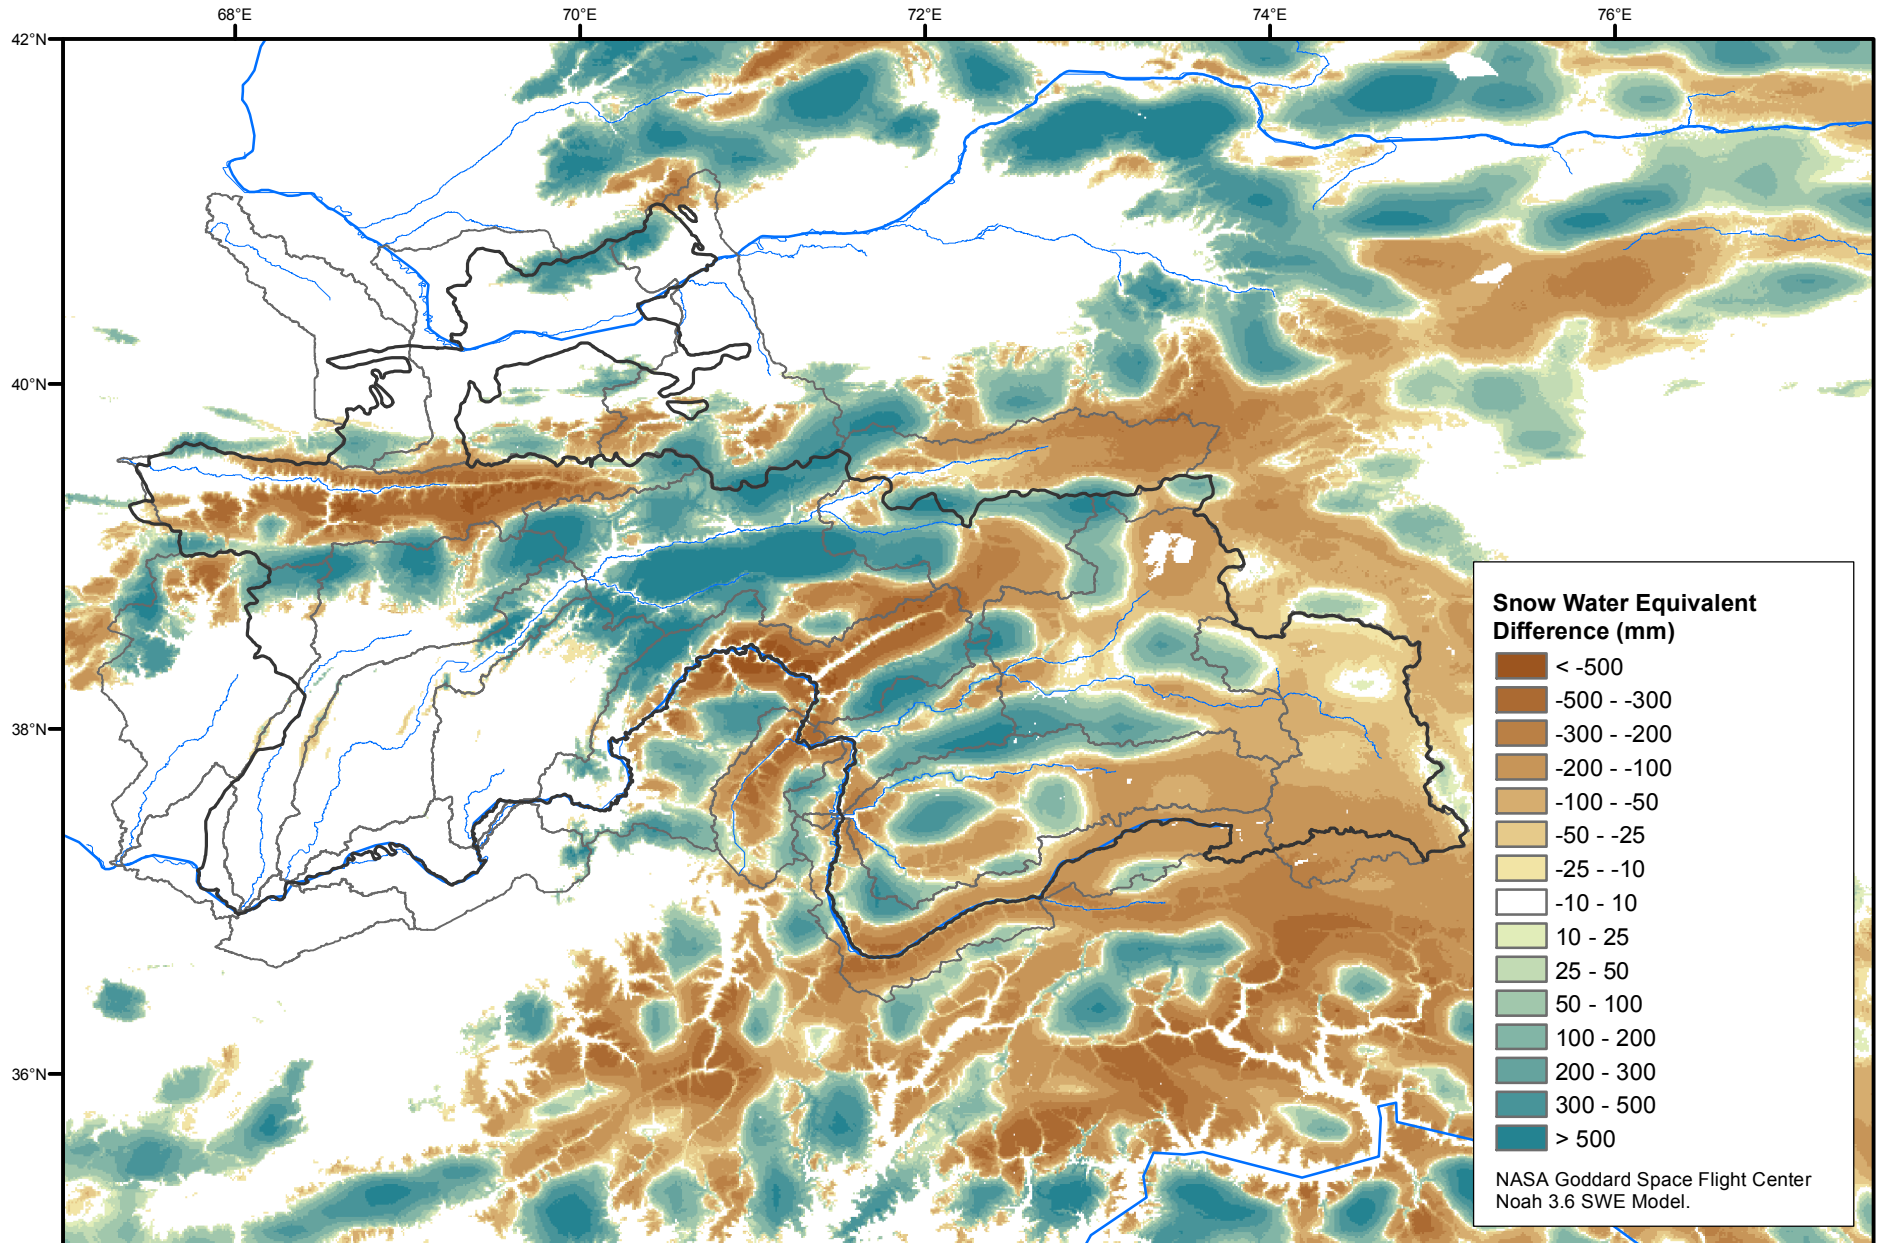 68°E 70°E 72°E 74°E 76°E
42°N
40°N
38°N
36°N
Snow Water Equivalent
Difference (mm)
< -500
-500 - -300
-300 - -200
-200 - -100
-100 - -50
-50 - -25
-25 - -10
-10 - 10
10 - 25
25 - 50
50 - 100
100 - 200
200 - 300
300 - 500
> 500
NASA Goddard Space Flight Center
Noah 3.6 SWE Model.